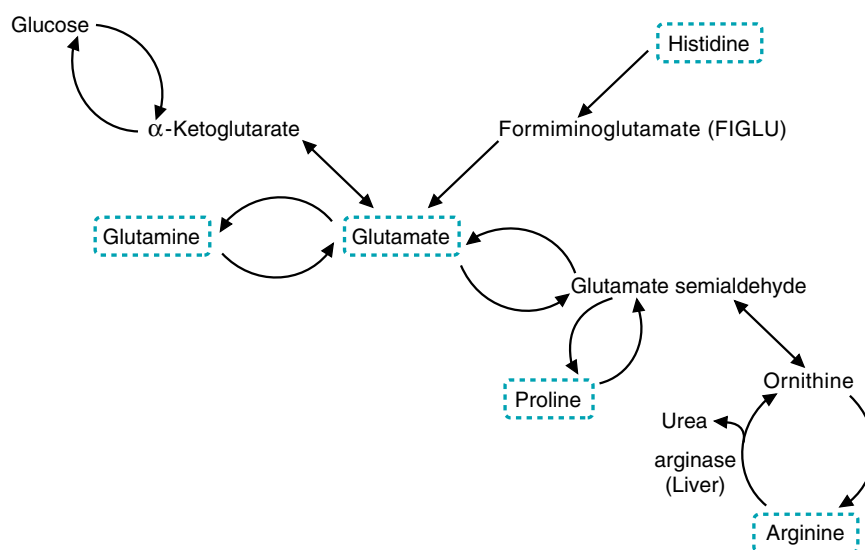 Glucose
Histidine
α-Ketoglutarate
Formiminoglutamate (FIGLU)
Glutamine
Glutamate
Glutamate semialdehyde
Proline
Ornithine
Urea
arginase
(Liver)
Arginine